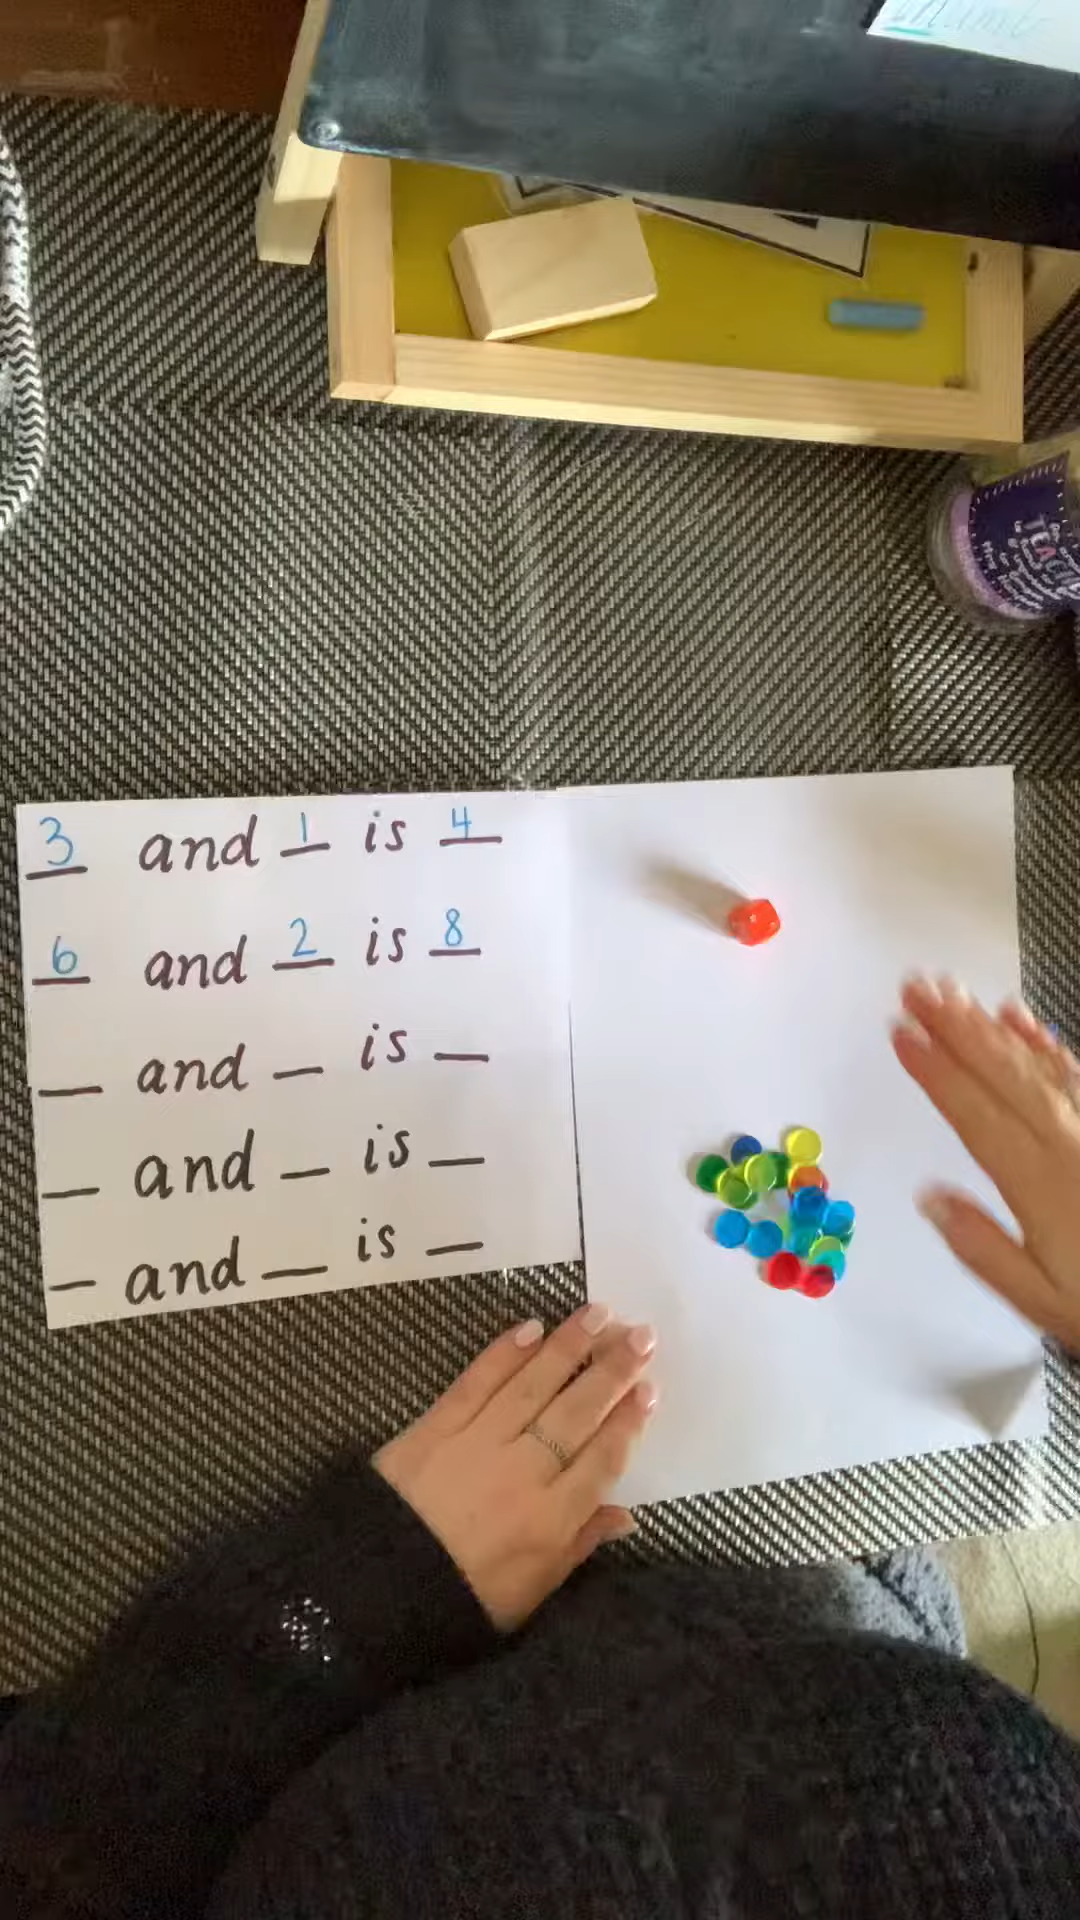 3 and 1 is 4
6 and 2 is 8
_ and _ is _
_ and _ is _
_ and _ is _